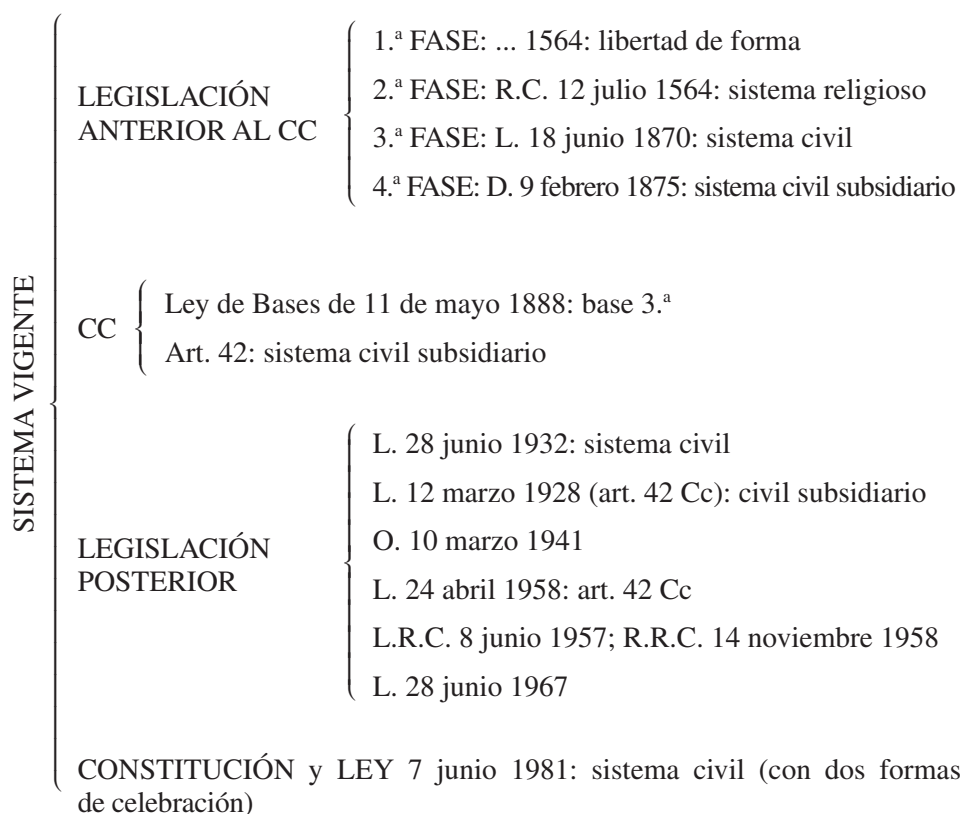 SISTEMA VIGENTE
LEGISLACIÓN
ANTERIOR AL CC
1.ª FASE: ... 1564: libertad de forma
2.ª FASE: R.C. 12 julio 1564: sistema religioso
3.ª FASE: L. 18 junio 1870: sistema civil
4.ª FASE: D. 9 febrero 1875: sistema civil subsidiario
CC
Ley de Bases de 11 de mayo 1888: base 3.ª
Art. 42: sistema civil subsidiario
LEGISLACIÓN
POSTERIOR
L. 28 junio 1932: sistema civil
L. 12 marzo 1928 (art. 42 Cc): civil subsidiario
O. 10 marzo 1941
L. 24 abril 1958: art. 42 Cc
L.R.C. 8 junio 1957; R.R.C. 14 noviembre 1958
L. 28 junio 1967
CONSTITUCIÓN y LEY 7 junio 1981: sistema civil (con dos formas
de celebración)